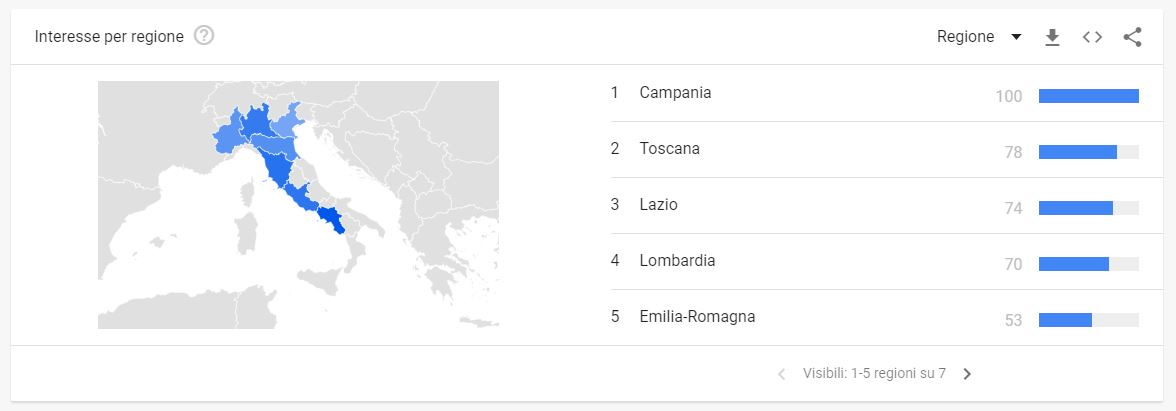 Interesse per regione ?
Regione
1 Campania 100
2 Toscana 78
3 Lazio 74
4 Lombardia 70
5 Emilia-Romagna 53
Visibili: 1-5 regioni su 7